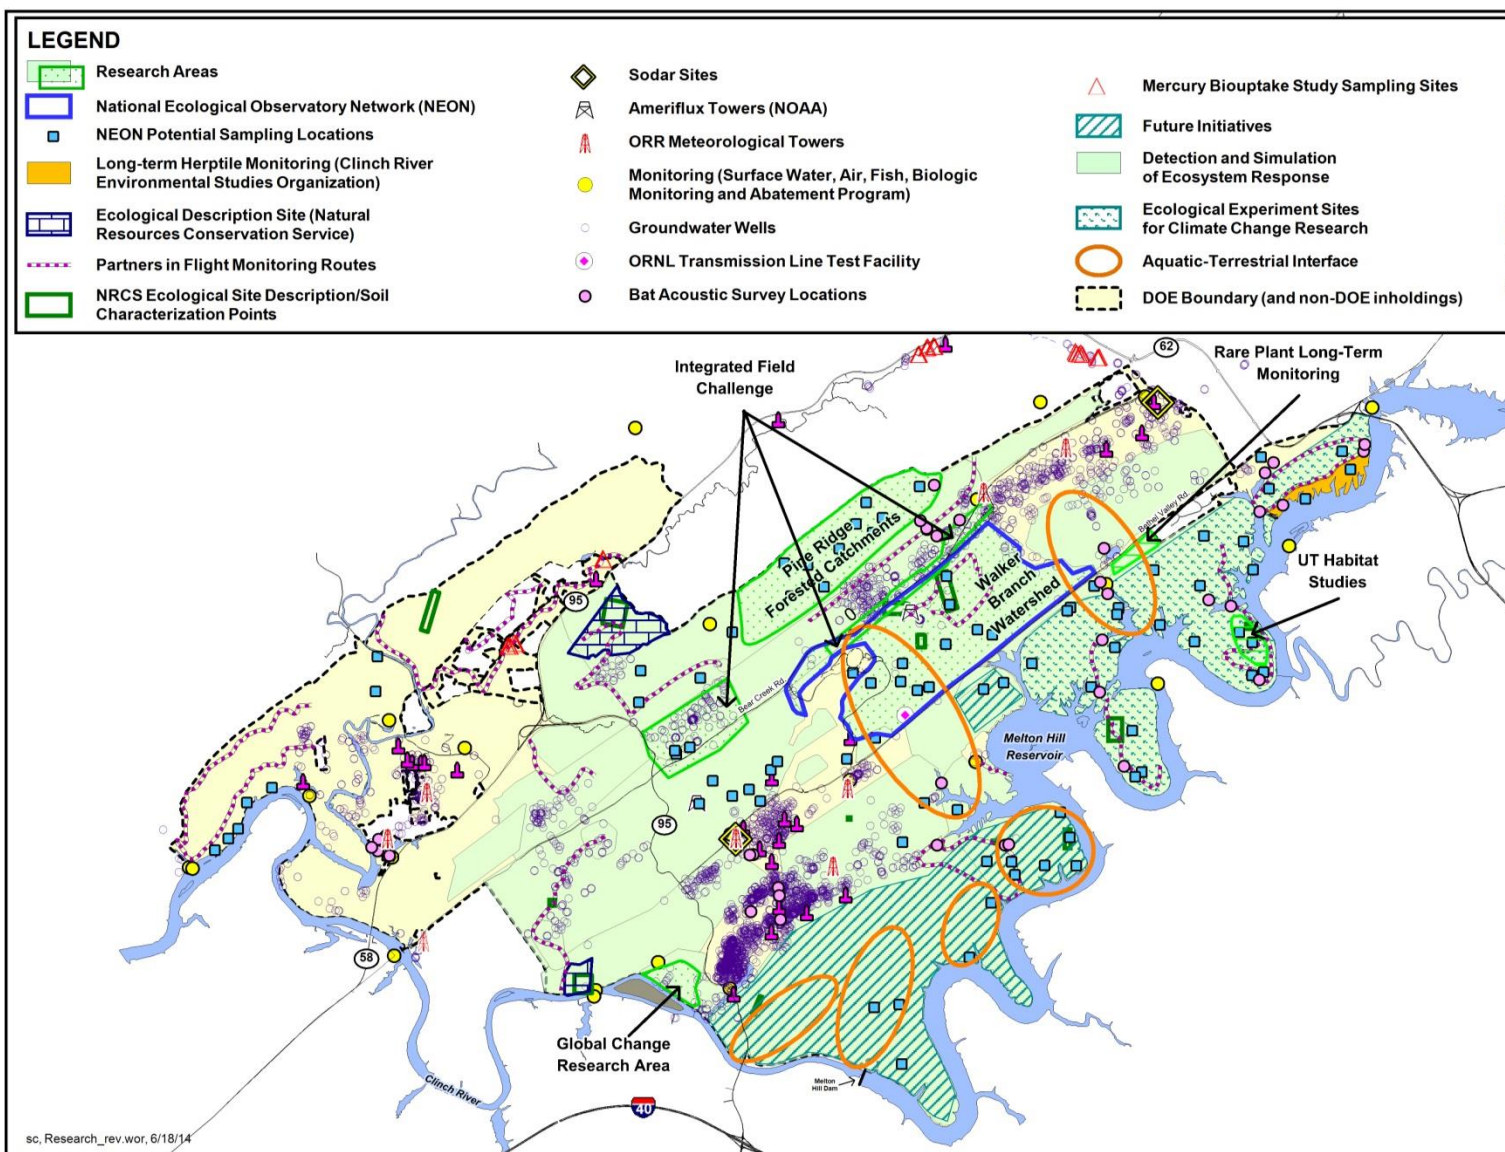 LEGEND
Research Areas
National Ecological Observatory Network (NEON)
NEON Potential Sampling Locations
Long-term Herptile Monitoring (Clinch River
Environmental Studies Organization)
Ecological Description Site (Natural
Resources Conservation Service)
Partners in Flight Monitoring Routes
NRCS Ecological Site Description/Soil
Characterization Points
Sodar Sites
Ameriflux Towers (NOAA)
ORR Meteorological Towers
Monitoring (Surface Water, Air, Fish, Biologic
Monitoring and Abatement Program)
Groundwater Wells
ORNL Transmission Line Test Facility
Bat Acoustic Survey Locations
Mercury Biouptake Study Sampling Sites
Future Initiatives
Detection and Simulation
of Ecosystem Response
Ecological Experiment Sites
for Climate Change Research
Aquatic-Terrestrial Interface
DOE Boundary (and non-DOE inholdings)
62
Rare Plant Long-Term
Monitoring
Integrated Field
Challenge
Bethel Valley Rd.
Pine Ridge
Forested Catchments
Walker
Branch
Watershed
UT Habitat
Studies
95
0
Bear Creek Rd.
Melton Hill
Reservoir
95
58
Global Change
Research Area
Clinch River
Melton
Hill Dam
40
sc, Research_rev.wor, 6/18/14